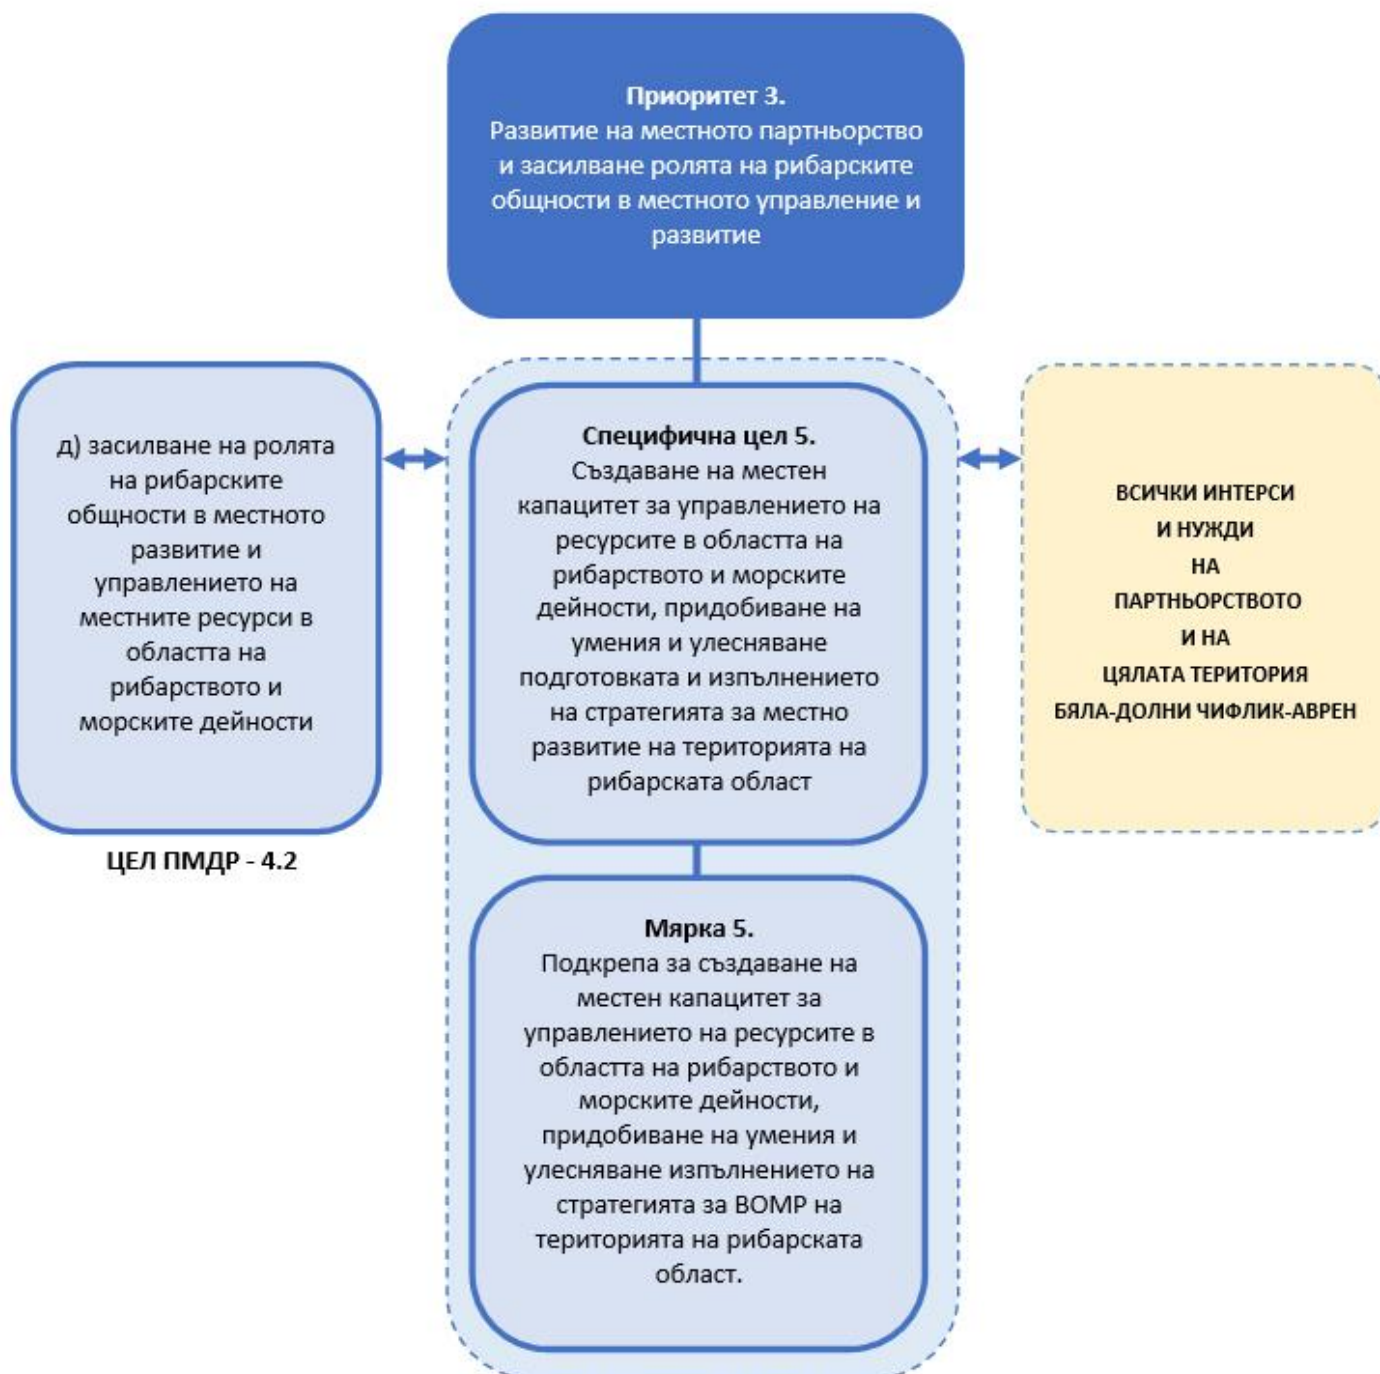 Приоритет 3.
Развитие на местното партньорство
и засилване ролята на рибарските
общности в местното управление и
развитие
д) засилване на ролята
на рибарските
общности в местното
развитие и
управлението на
местните ресурси в
областта на
рибарството и
морските дейности
ЦЕЛ ПМДР - 4.2
Специфична цел 5.
Създаване на местен
капацитет за управлението на
ресурсите в областта на
рибарството и морските
дейности, придобиване на
умения и улесняване
подготовката и изпълнението
на стратегията за местно
развитие на територията на
рибарската област
Мярка 5.
Подкрепа за създаване на
местен капацитет за
управлението на ресурсите в
областта на рибарството и
морските дейности,
придобиване на умения и
улесняване изпълнението на
стратегията за ВОМР на
територията на рибарската
област.
ВСИЧКИ ИНТЕРСИ
И НУЖДИ
НА
ПАРТНЬОРСТВОТО
И НА
ЦЯЛАТА ТЕРИТОРИЯ
БЯЛА-ДОЛНИ ЧИФЛИК-АВРЕН